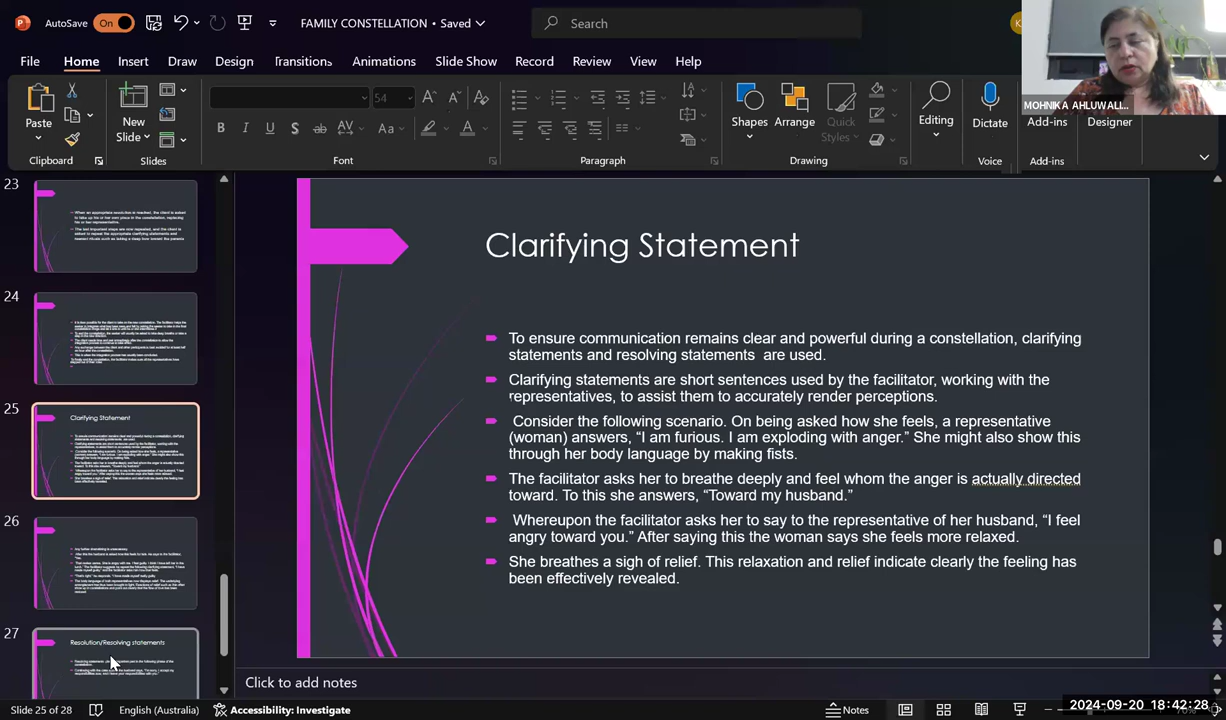 AutoSave On FAMILY CONSTELLATION • Saved Search
MOHNIKA AHLUWALI...
File Home Insert Draw Design Transitions Animations Slide Show Record Review View Help
Paste New Slide 54 Aa Shapes Arrange Quick Styles Editing Dictate Add-ins Designer
Clipboard Slides Font Paragraph Drawing Voice Add-ins
23
24
25
Clarifying Statement
26
27
Resolution/Resolving statements
Clarifying Statement
To ensure communication remains clear and powerful during a constellation, clarifying
statements and resolving statements are used.
Clarifying statements are short sentences used by the facilitator, working with the
representatives, to assist them to accurately render perceptions.
Consider the following scenario. On being asked how she feels, a representative
(woman) answers, “I am furious. I am exploding with anger.” She might also show this
through her body language by making fists.
The facilitator asks her to breathe deeply and feel whom the anger is actually directed
toward. To this she answers, “Toward my husband.”
Whereupon the facilitator asks her to say to the representative of her husband, “I feel
angry toward you.” After saying this the woman says she feels more relaxed.
She breathes a sigh of relief. This relaxation and relief indicate clearly the feeling has
been effectively revealed.
Click to add notes
Slide 25 of 28 English (Australia) Accessibility: Investigate Notes
2024-09-20 18:42:28